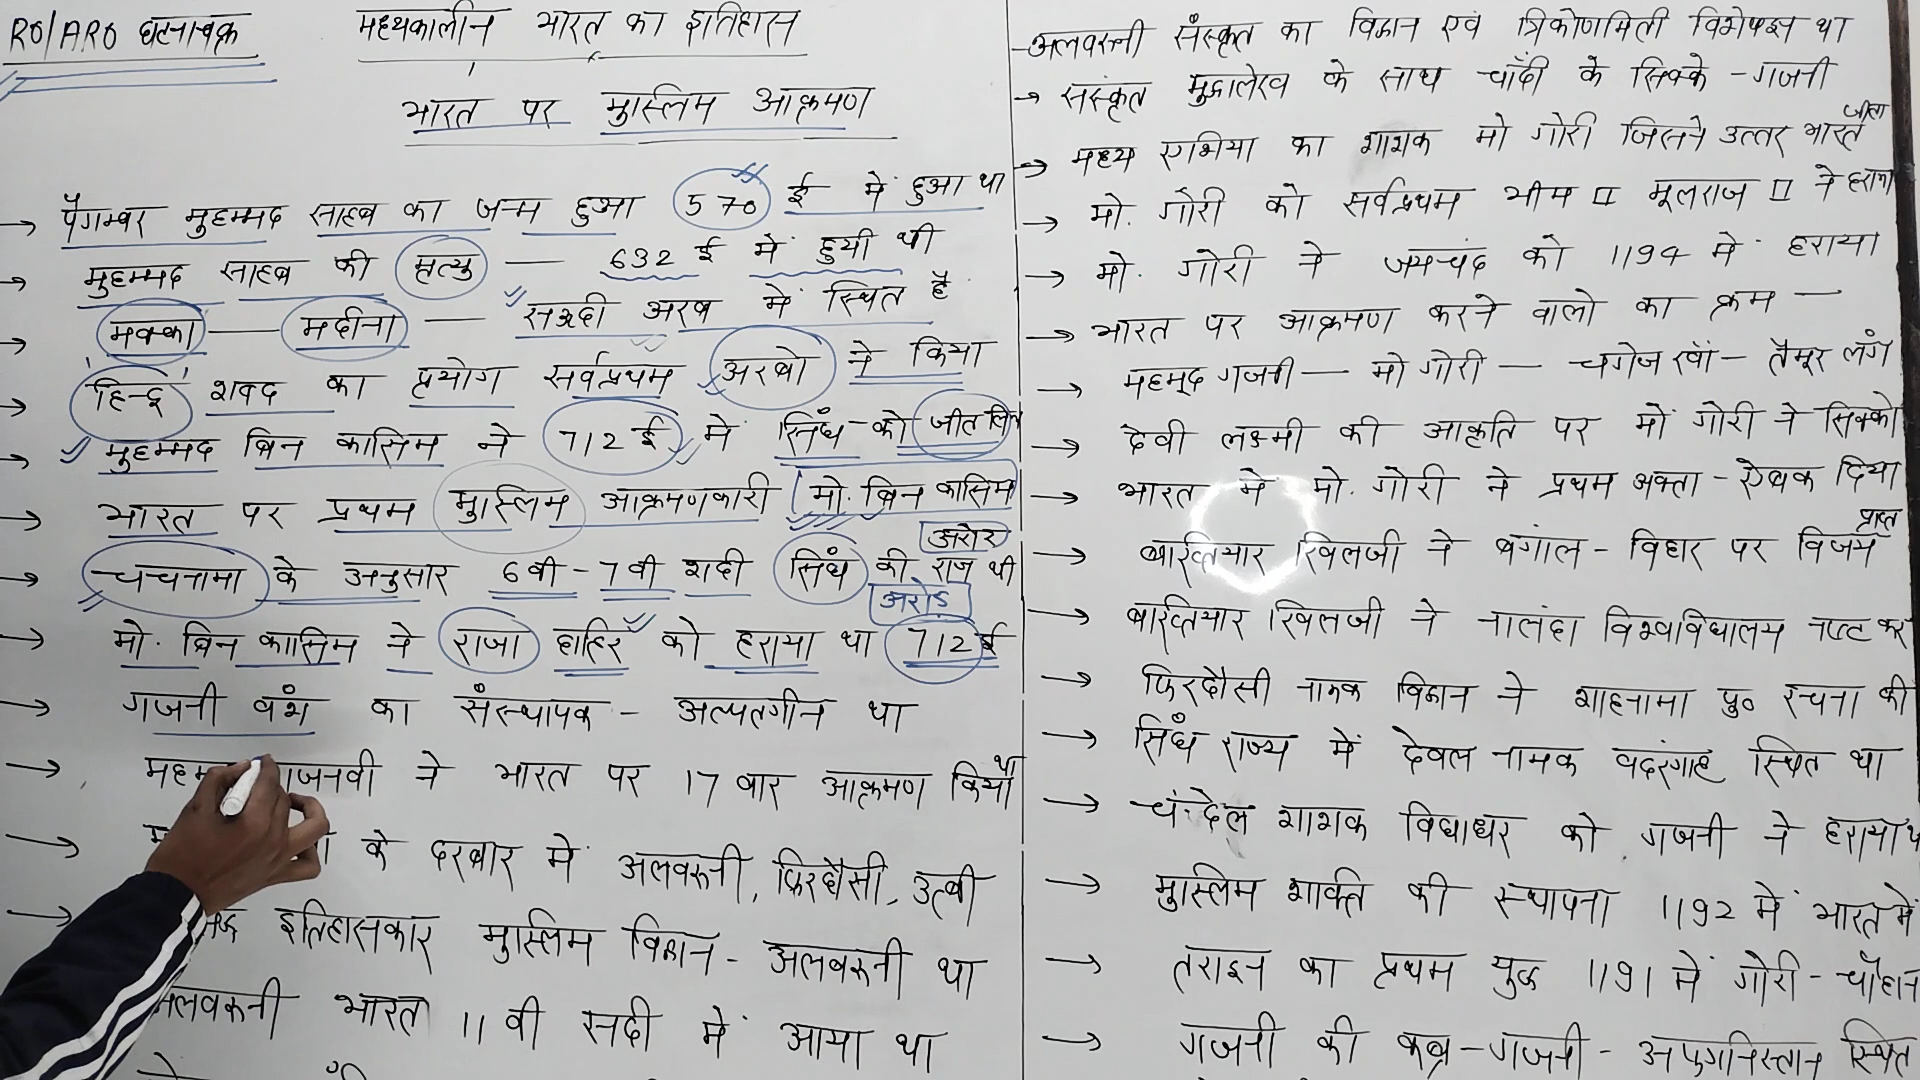 RO/ARO घटनाचक्र
मध्यकालीन भारत का इतिहास
भारत पर मुस्लिम आक्रमण
→ पैगम्बर मुहम्मद साहब का जन्म हुआ 570 ई में हुआ था
→ मुहम्मद साहब की मृत्यु — 632 ई में हुयी थी
→ मक्का — मदीना — सऊदी अरब में स्थित है
→ 'हिन्दू' शब्द का प्रयोग सर्वप्रथम अरबो ने किया
→ मुहम्मद बिन कासिम ने 712 ई में सिंध को जीत लिया
→ भारत पर प्रथम मुस्लिम आक्रमणकारी मो. बिन कासिम
→ चचनामा के अनुसार 6वी - 7वी शदी सिंध की राज थी
अरोर
अरोड़
→ मो. बिन कासिम ने राजा दाहिर को हराया था 712 ई
→ गजनी वंश का संस्थापक - अल्पतगीन था
→ गजनवी ने भारत पर 17 बार आक्रमण किया था
→ के दरबार में अलबरूनी, फिरदौसी, उत्बी
→ इतिहासकार मुस्लिम विद्वान - अलबरूनी था
अलबरूनी भारत 11 वी सदी में आया था
- अलबरूनी संस्कृत का विद्वान एवं त्रिकोणमिती विशेषज्ञ था
→ संस्कृत मुद्रालेख के साथ चाँदी के सिक्के - गजनी
→ मध्य एशिया का शाशक मो गोरी जिसने उत्तर भारत जीता
→ मो. गोरी को सर्वप्रथम भीम II मूलराज II ने हराया
→ मो. गोरी ने जयचंद को 1194 में हराया
→ भारत पर आक्रमण करने वालो का क्रम —
→ महमूद गजनी — मो गोरी — चगेज खाँ — तैमूर लंग
→ देवी लक्ष्मी की आकृति पर मो गोरी ने सिक्को
→ भारत में मो. गोरी ने प्रथम अक्ता - ऐबक दिया
→ बख्तियार खिलजी ने बंगाल - बिहार पर विजय प्राप्त
→ बख्तियार खिलजी ने नालंदा विश्वविद्यालय नष्ट कर
→ फिरदौसी नामक विद्वान ने शाहनामा पु० रचना की
→ सिंध राज्य में देवल नामक बदंरगाह स्थित था
→ चंदेल शाशक विद्याधर को गजनी ने हराया
→ मुस्लिम शक्ति की स्थापना 1192 में भारत में
→ तराइन का प्रथम युद्ध 1191 में गोरी - चौहान
→ गजनी की कब्र - गजनी - अफगनिस्तान स्थित